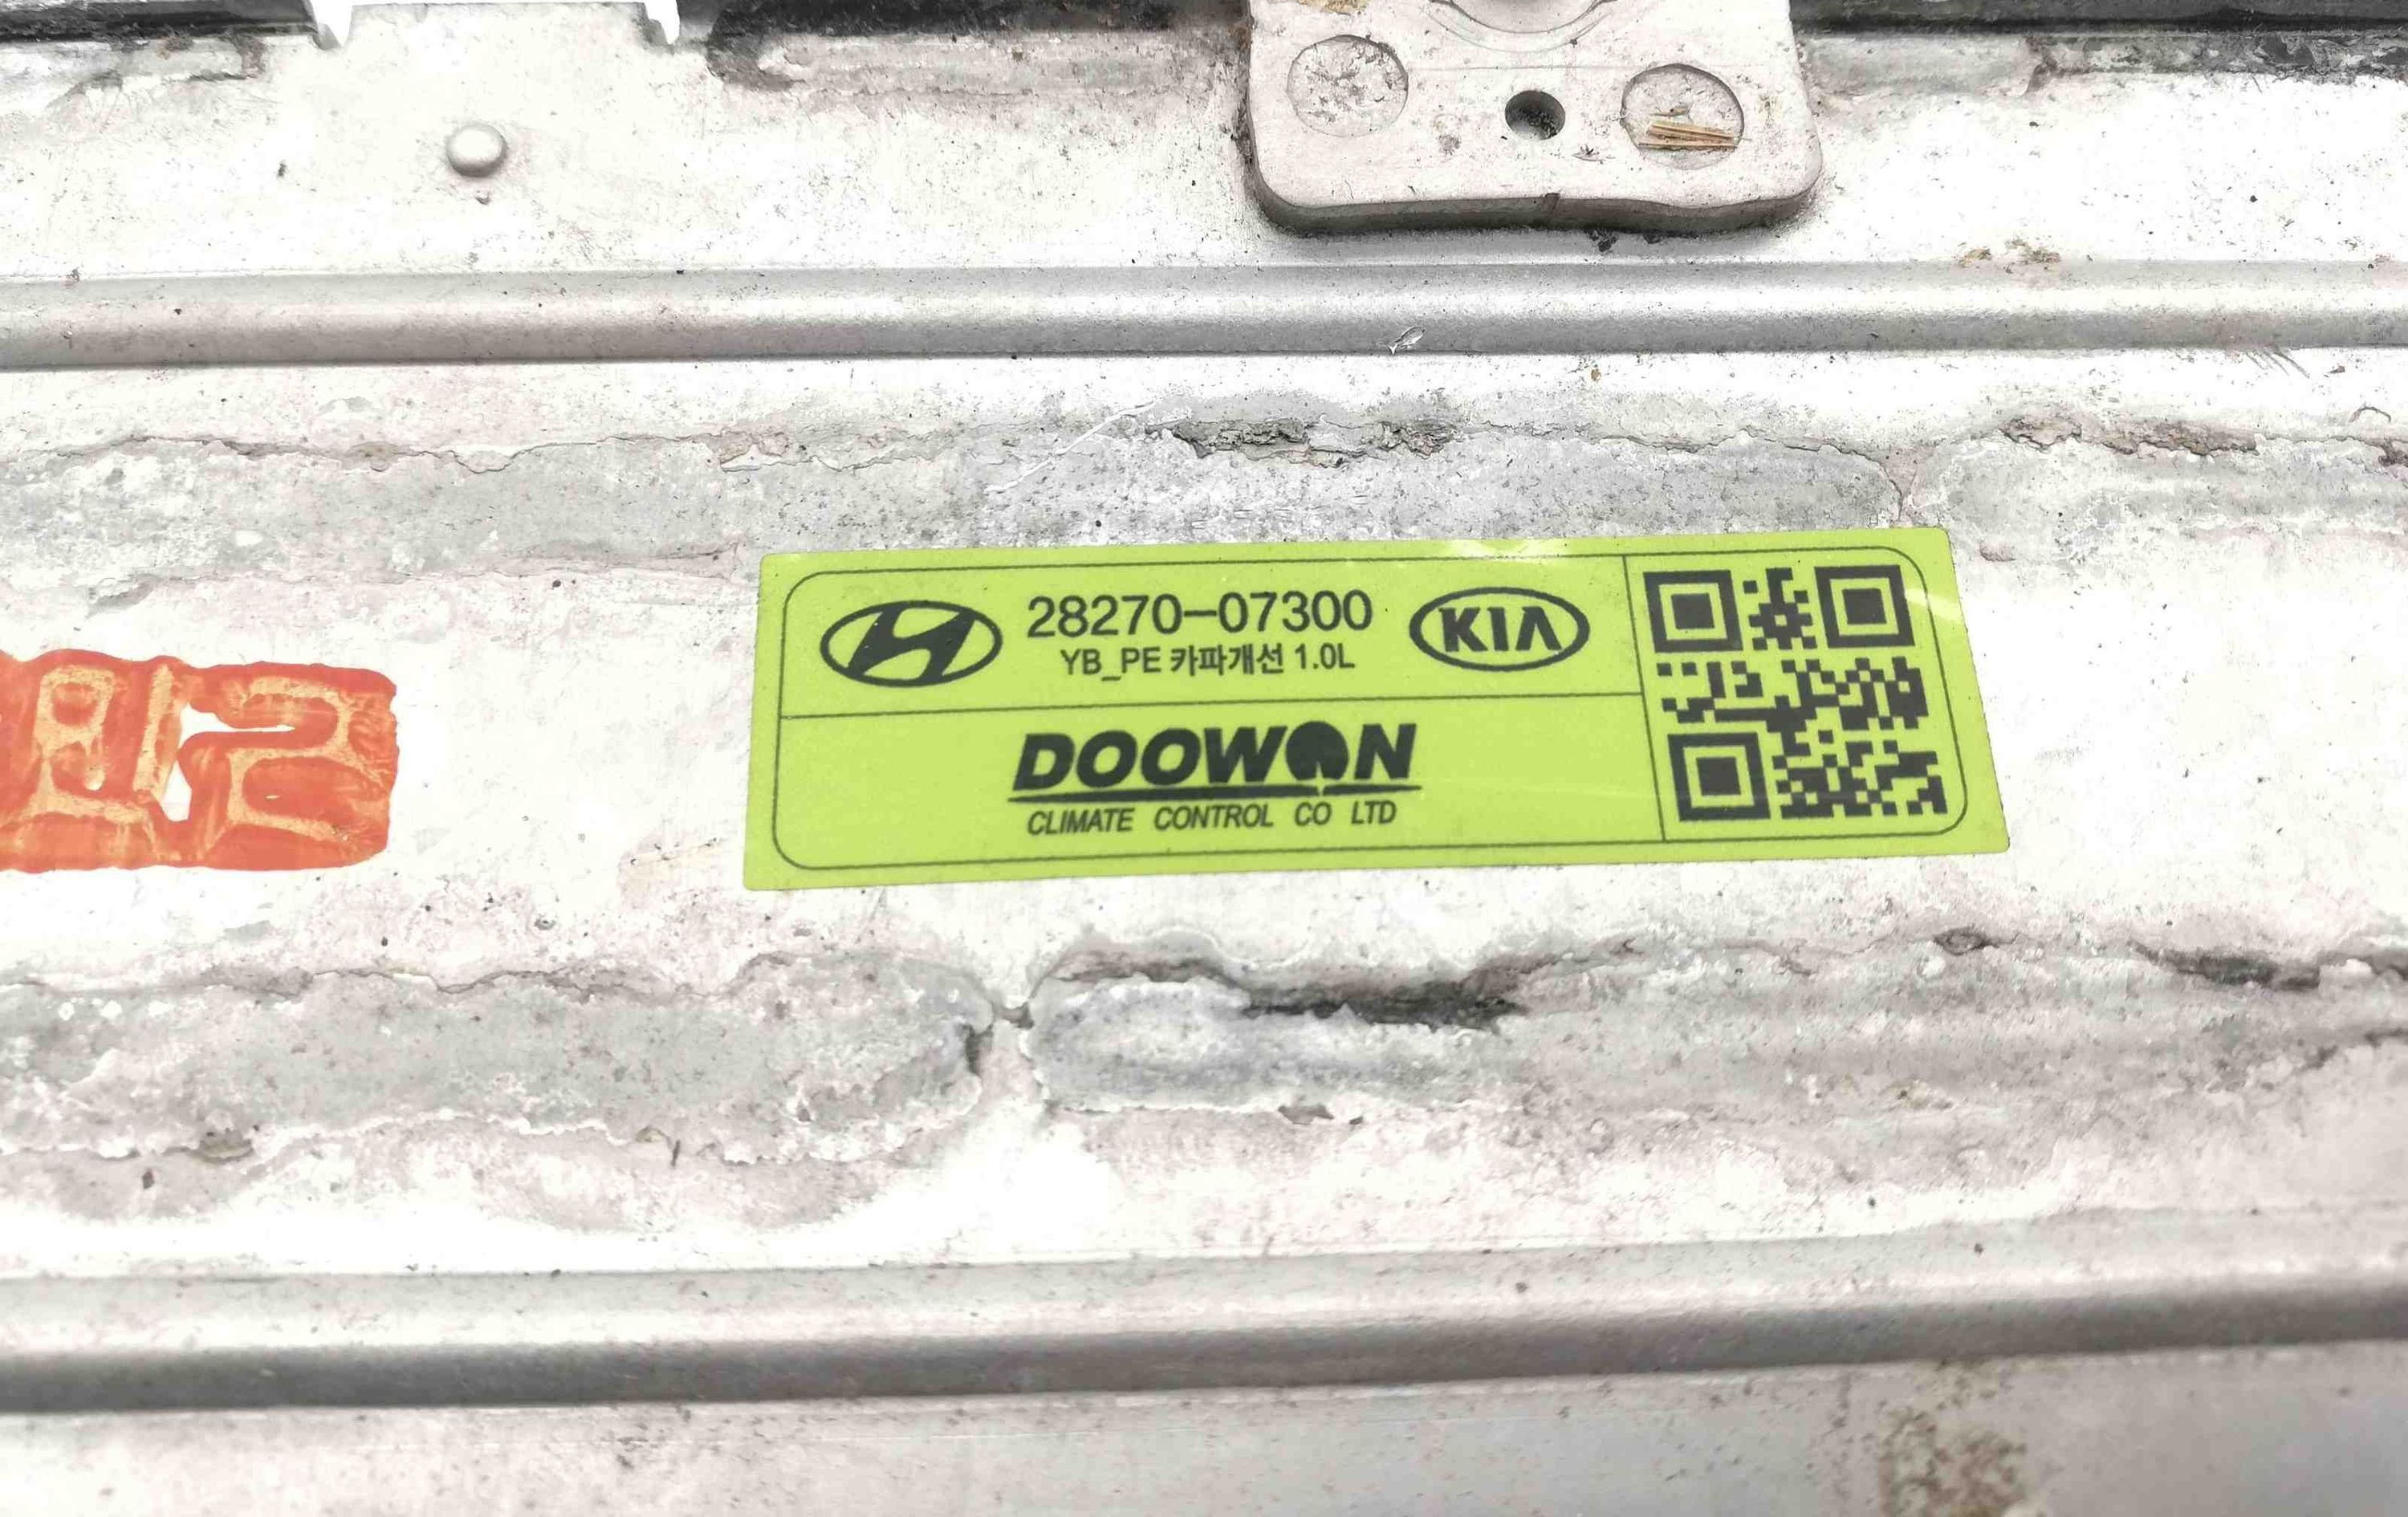 28270-07300
KIA
YB_PE 카파개선 1.0L
DOOWON
CLIMATE CONTROL CO LTD